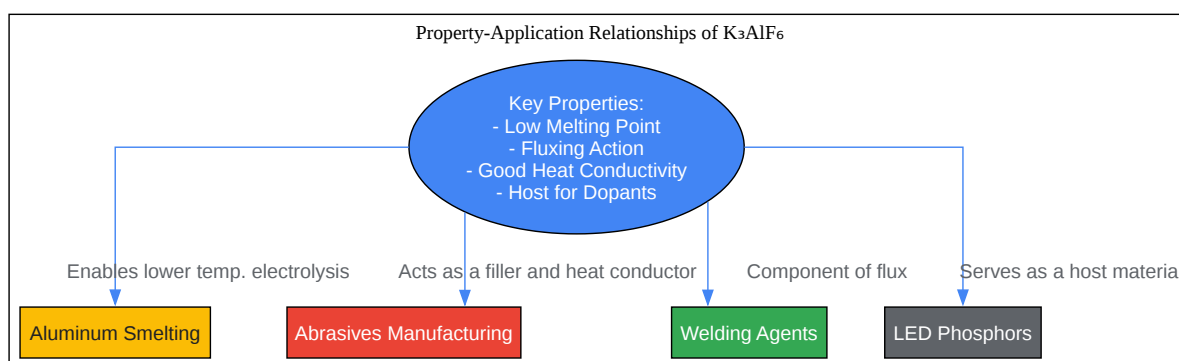 Property-Application Relationships of K₃AlF₆
Key Properties:
- Low Melting Point
- Fluxing Action
- Good Heat Conductivity
- Host for Dopants
Enables lower temp. electrolysis
Acts as a filler and heat conductor
Component of flux
Serves as a host materia
Aluminum Smelting
Abrasives Manufacturing
Welding Agents
LED Phosphors